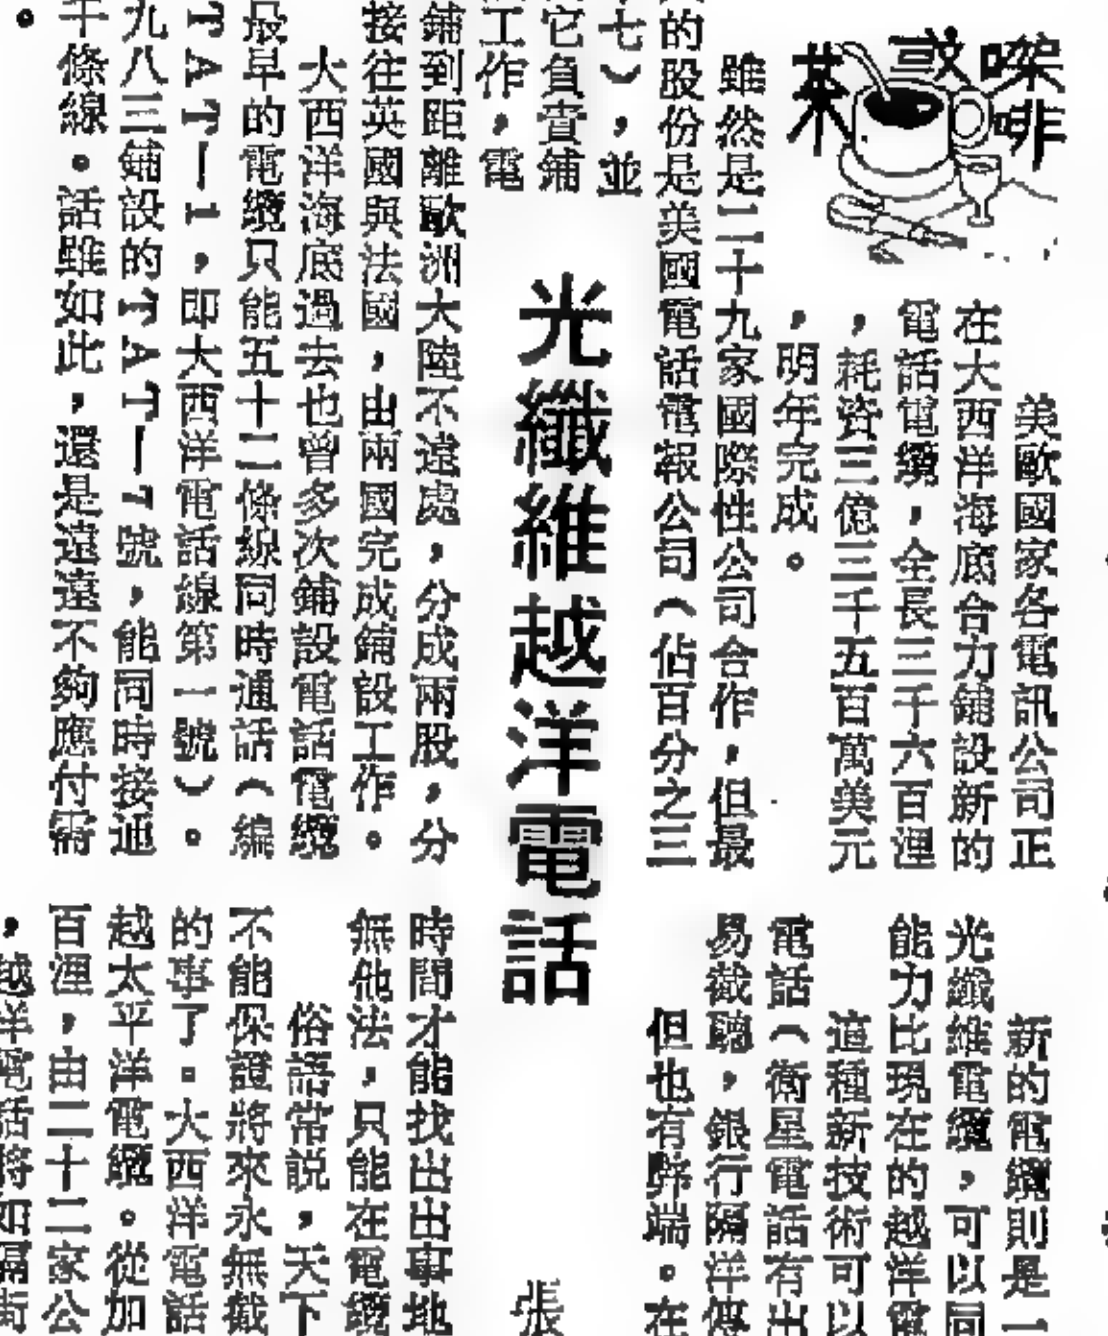 㗎啡
或
茶
光纖維越洋電話
美歐國家各電訊公司正
在大西洋海底合力鋪設新的
電話電纜，全長三千六百浬
，耗資三億三千五百萬美元
，明年完成。
雖然是二十九家國際性公司合作，但最
的股份是美國電話電報公司（佔百分之三
七），並
它負責鋪
工作，電
鋪到距離歐洲大陸不遠處，分成兩股，分
接往英國與法國，由兩國完成鋪設工作。
大西洋海底過去也曾多次鋪設電話電纜
最早的電纜只能五十二條線同時通話（編
TAT—1，即大西洋電話線第一號）。
九八三鋪設的TAT—7號，能同時接通
千條線。話雖如此，還是遠遠不夠應付需
。
新的電纜則是一
光纖維電纜，可以同
能力比現在的越洋電
這種新技術可以
電話（衛星電話有出
易截聽，銀行隔洋傳
但也有弊端。在
張
時間才能找出出事地
無他法，只能在電纜
俗語常説，天下
不能保證將來永無截
的事了。大西洋電話
越太平洋電纜。從加
百浬，由二十二家公
，越洋電話將如隔街